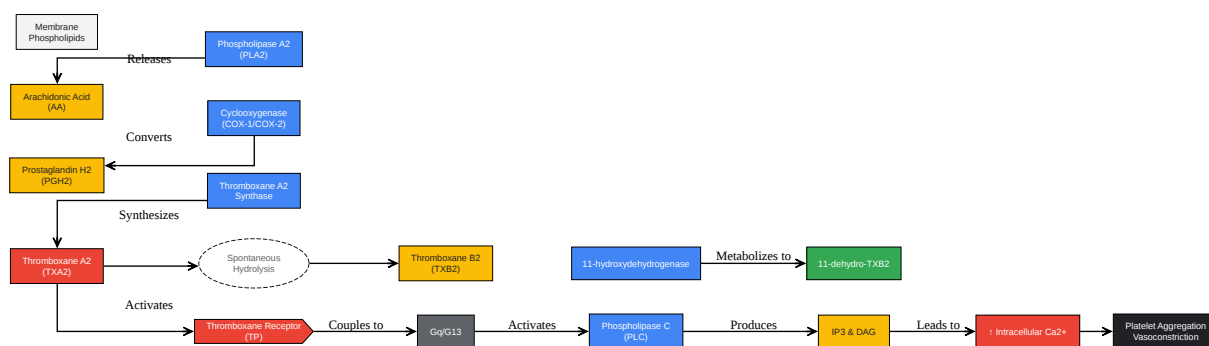 Membrane
Phospholipids
Phospholipase A2
(PLA2)
Releases
Arachidonic Acid
(AA)
Cyclooxygenase
(COX-1/COX-2)
Converts
Prostaglandin H2
(PGH2)
Thromboxane A2
Synthase
Synthesizes
Thromboxane A2
(TXA2)
Spontaneous
Hydrolysis
Thromboxane B2
(TXB2)
11-hydroxydehydrogenase
Metabolizes to
11-dehydro-TXB2
Activates
Thromboxane Receptor
(TP)
Couples to
Gq/G13
Activates
Phospholipase C
(PLC)
Produces
IP3 & DAG
Leads to
↑ Intracellular Ca2+
Platelet Aggregation
Vasoconstriction